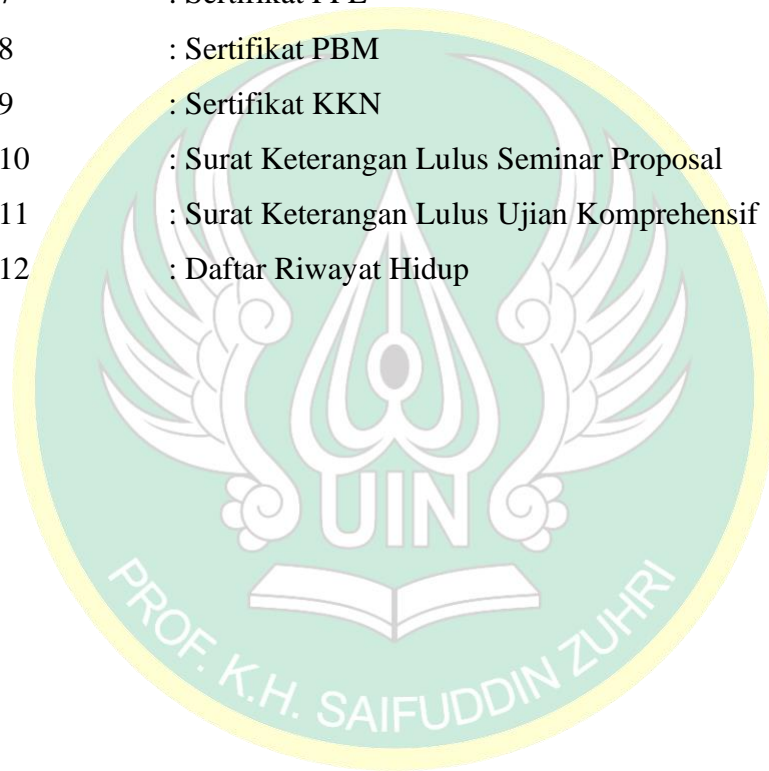 8 : Sertifikat PBM
9 : Sertifikat KKN
10 : Surat Keterangan Lulus Seminar Proposal
11 : Surat Keterangan Lulus Ujian Komprehensif
12 : Daftar Riwayat Hidup
UIN
PROF. K.H. SAIFUDDIN ZUHRI